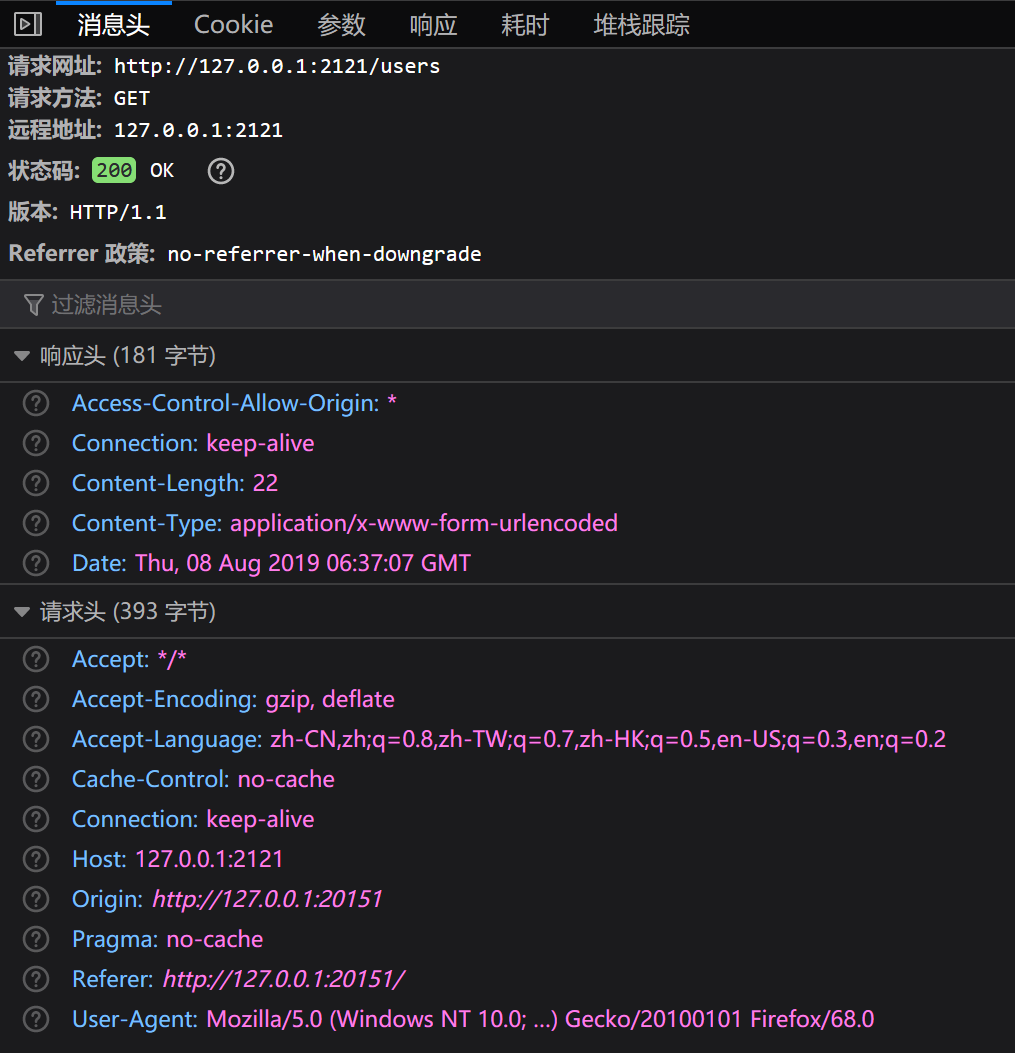 消息头 Cookie 参数 响应 耗时 堆栈跟踪
请求网址: http://127.0.0.1:2121/users
请求方法: GET
远程地址: 127.0.0.1:2121
状态码: 200 OK ?
版本: HTTP/1.1
Referrer 政策: no-referrer-when-downgrade
过滤消息头
响应头 (181 字节)
? Access-Control-Allow-Origin: *
? Connection: keep-alive
? Content-Length: 22
? Content-Type: application/x-www-form-urlencoded
? Date: Thu, 08 Aug 2019 06:37:07 GMT
请求头 (393 字节)
? Accept: */*
? Accept-Encoding: gzip, deflate
? Accept-Language: zh-CN,zh;q=0.8,zh-TW;q=0.7,zh-HK;q=0.5,en-US;q=0.3,en;q=0.2
? Cache-Control: no-cache
? Connection: keep-alive
? Host: 127.0.0.1:2121
? Origin: http://127.0.0.1:20151
? Pragma: no-cache
? Referer: http://127.0.0.1:20151/
? User-Agent: Mozilla/5.0 (Windows NT 10.0; …) Gecko/20100101 Firefox/68.0